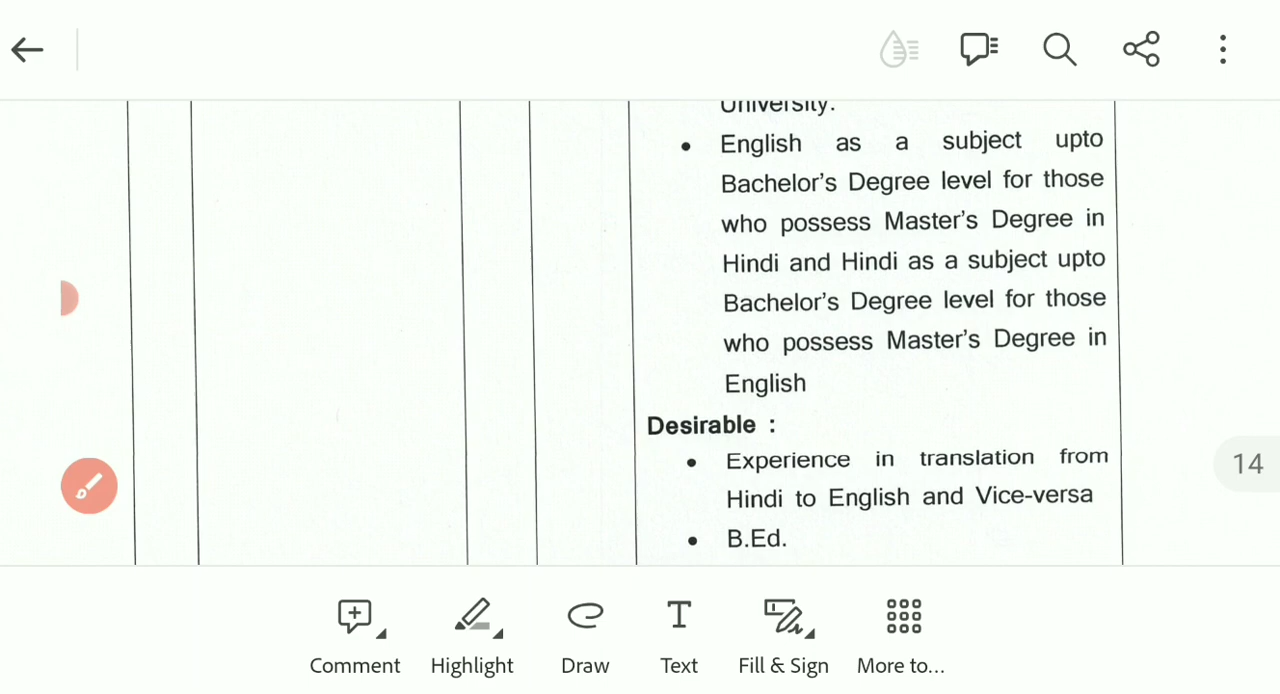 University.
English as a subject upto
Bachelor's Degree level for those
who possess Master's Degree in
Hindi and Hindi as a subject upto
Bachelor's Degree level for those
who possess Master's Degree in
English
Desirable :
Experience in translation from
Hindi to English and Vice-versa
B.Ed.
14
Comment
Highlight
Draw
Text
Fill & Sign
More to...